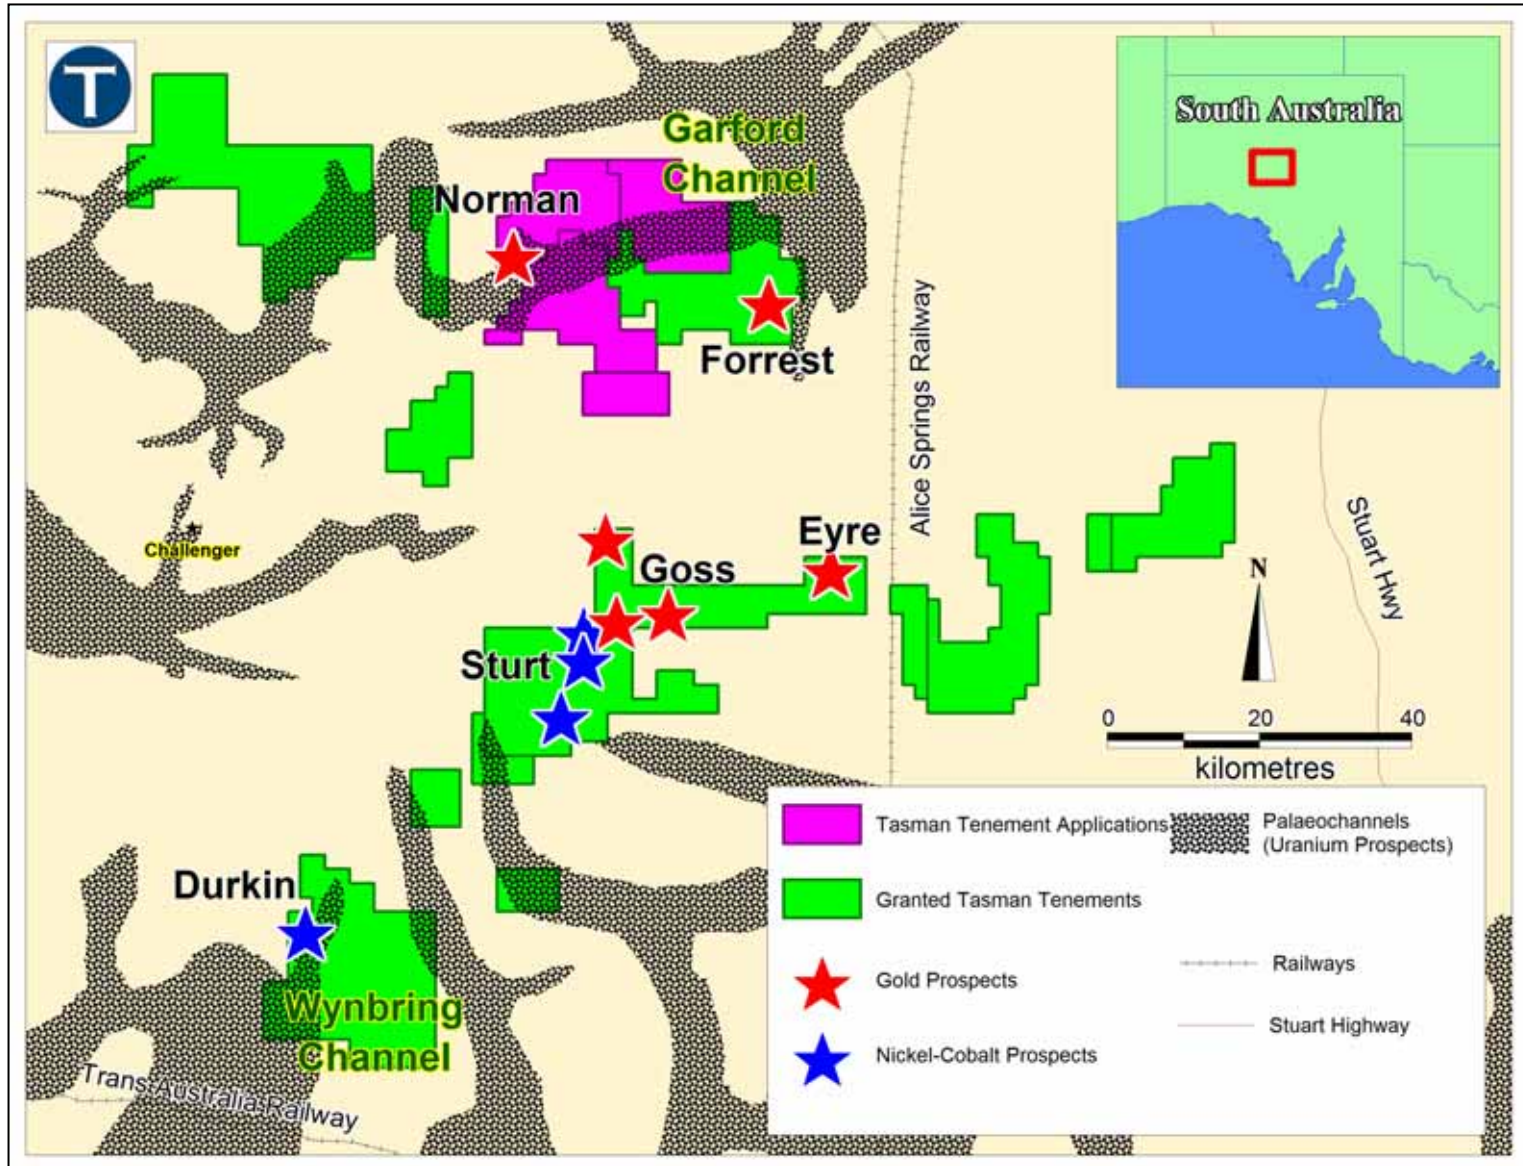 T
South Australia
Garford
Channel
Norman
Forrest
Alice Springs Railway
Challenger
Eyre
Goss
Stuart Hwy
N
Sturt
0 20 40
kilometres
Tasman Tenement Applications
Palaeochannels
(Uranium Prospects)
Granted Tasman Tenements
Durkin
Railways
Gold Prospects
Wynbring
Channel
Stuart Highway
Nickel-Cobalt Prospects
Trans Australia Railway